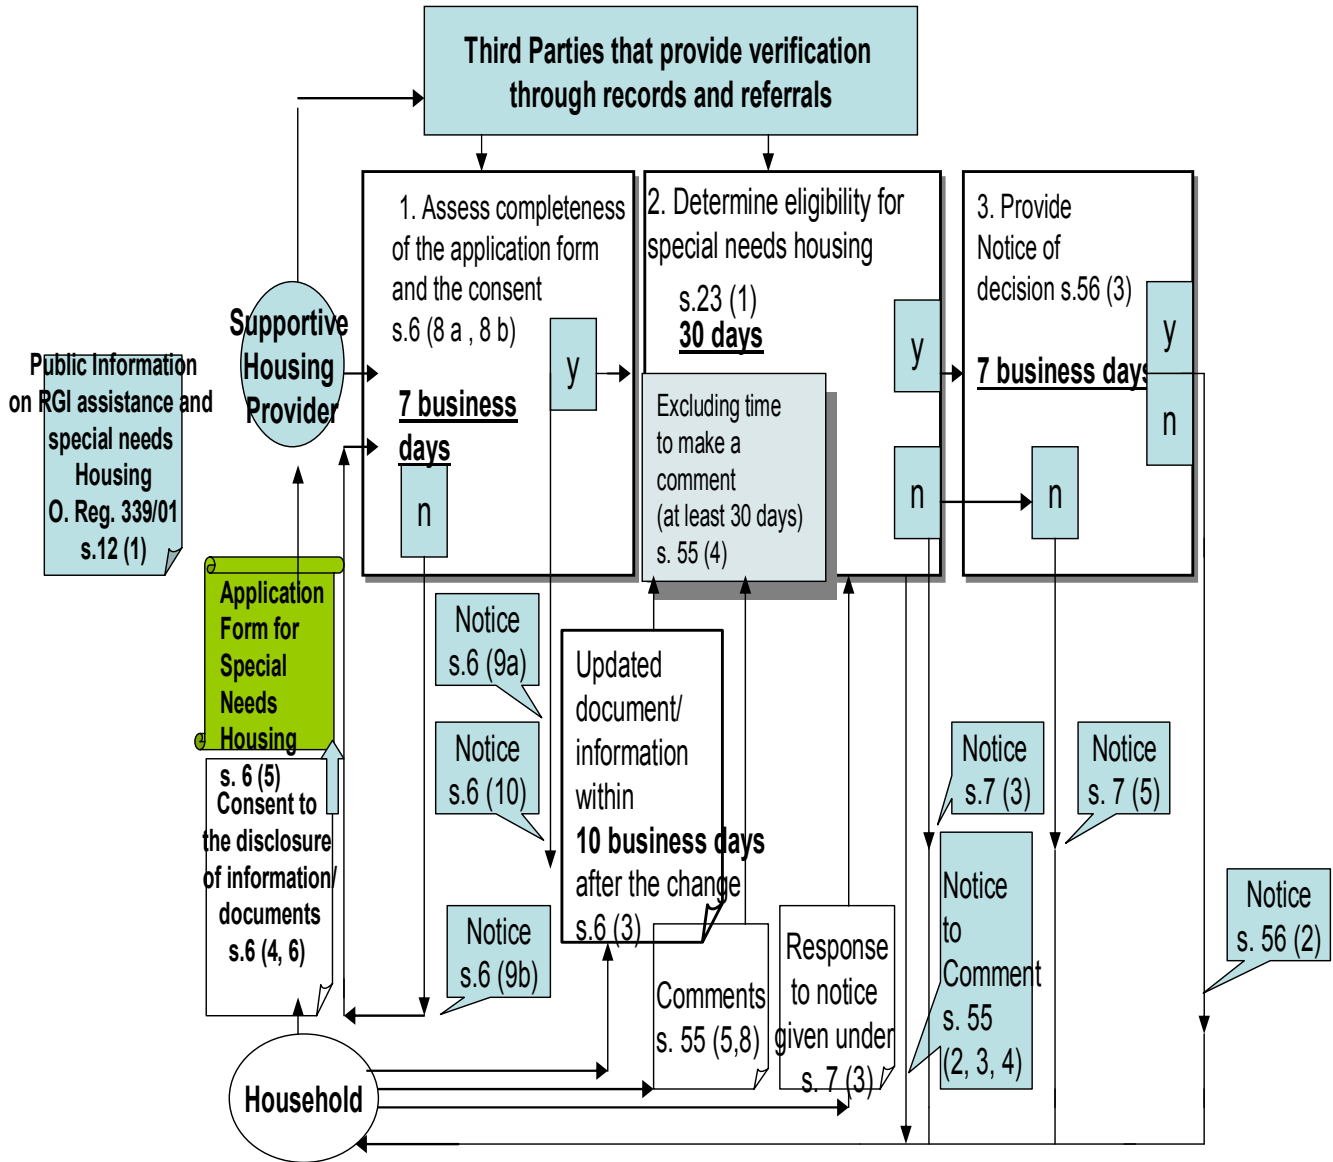 Third Parties that provide verification
through records and referrals
1. Assess completeness
of the application form
and the consent
s.6 (8 a , 8 b)
7 business
days
y
n
2. Determine eligibility for
special needs housing
s.23 (1)
30 days
Excluding time
to make a
comment
(at least 30 days)
s. 55 (4)
y
n
3. Provide
Notice of
decision s.56 (3)
7 business days
y
n
n
Supportive
Housing
Provider
Public Information
on RGI assistance and
special needs
Housing
O. Reg. 339/01
s.12 (1)
Application
Form for
Special
Needs
Housing
s. 6 (5)
Consent to
the disclosure
of information/
documents
s.6 (4, 6)
Notice
s.6 (9a)
Notice
s.6 (10)
Notice
s.6 (9b)
Updated
document/
information
within
10 business days
after the change
s.6 (3)
Comments
s. 55 (5,8)
Response
to notice
given under
s. 7 (3)
Notice
s.7 (3)
Notice
s. 7 (5)
Notice
to
Comment
s. 55
(2, 3, 4)
Notice
s. 56 (2)
Household